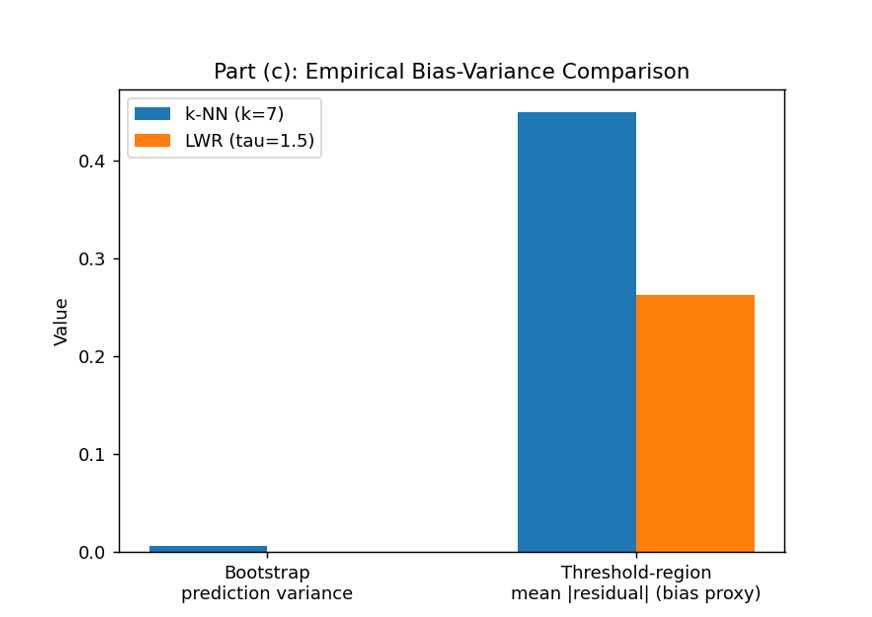 Part (c): Empirical Bias-Variance Comparison
k-NN (k=7)
LWR (tau=1.5)
Value
0.4
0.3
0.2
0.1
0.0
Bootstrap
prediction variance
Threshold-region
mean |residual| (bias proxy)